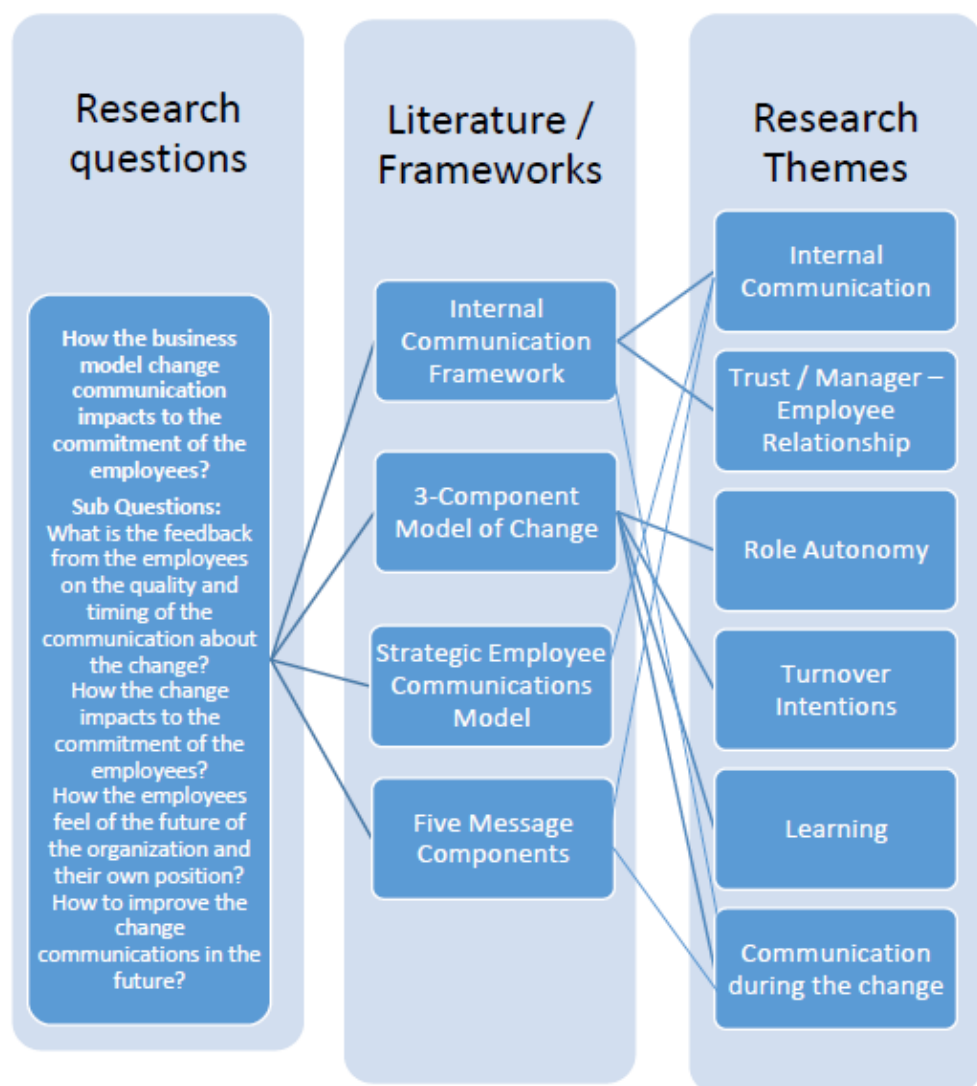 Research
questions
How the business
model change
communication
impacts to the
commitment of the
employees?
Sub Questions:
What is the feedback
from the employees
on the quality and
timing of the
communication about
the change?
How the change
impacts to the
commitment of the
employees?
How the employees
feel of the future of
the organization and
their own position?
How to improve the
change
communications in the
future?
Literature /
Frameworks
Internal
Communication
Framework
3-Component
Model of Change
Strategic Employee
Communications
Model
Five Message
Components
Research
Themes
Internal
Communication
Trust / Manager –
Employee
Relationship
Role Autonomy
Turnover
Intentions
Learning
Communication
during the change